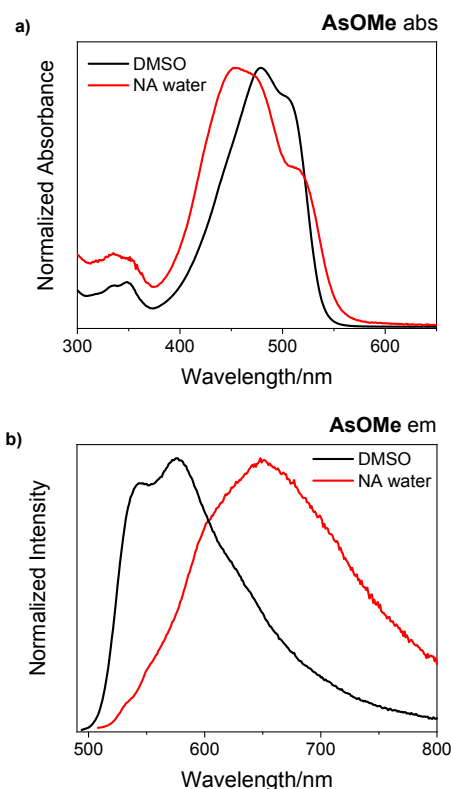 a)
AsOMe abs
DMSO
NA water
Normalized Absorbance
300 400 500 600
Wavelength/nm
b)
AsOMe em
DMSO
NA water
Normalized Intensity
500 600 700 800
Wavelength/nm